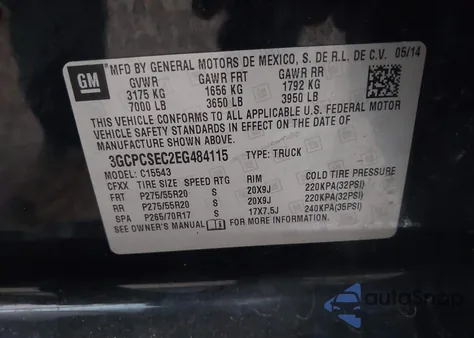 GM
MFD BY GENERAL MOTORS DE MEXICO, S. DE R.L. DE C.V. 05/14
GVWR GAWR FRT GAWR RR
3175 KG 1656 KG 1792 KG
7000 LB 3650 LB 3950 LB
THIS VEHICLE CONFORMS TO ALL APPLICABLE U.S. FEDERAL MOTOR
VEHICLE SAFETY STANDARDS IN EFFECT ON THE DATE OF
MANUFACTURE SHOWN ABOVE.
3GCPCSEC2EG484115 TYPE: TRUCK
MODEL: C15543
CFXX TIRE SIZE SPEED RTG RIM COLD TIRE PRESSURE
FRT P275/55R20 S 20X9J 220KPA(32PSI)
RR P275/55R20 S 20X9J 220KPA(32PSI)
SPA P265/70R17 S 17X7.5J 240KPA(35PSI)
SEE OWNER'S MANUAL FOR MORE INFORMATION
autoSnap